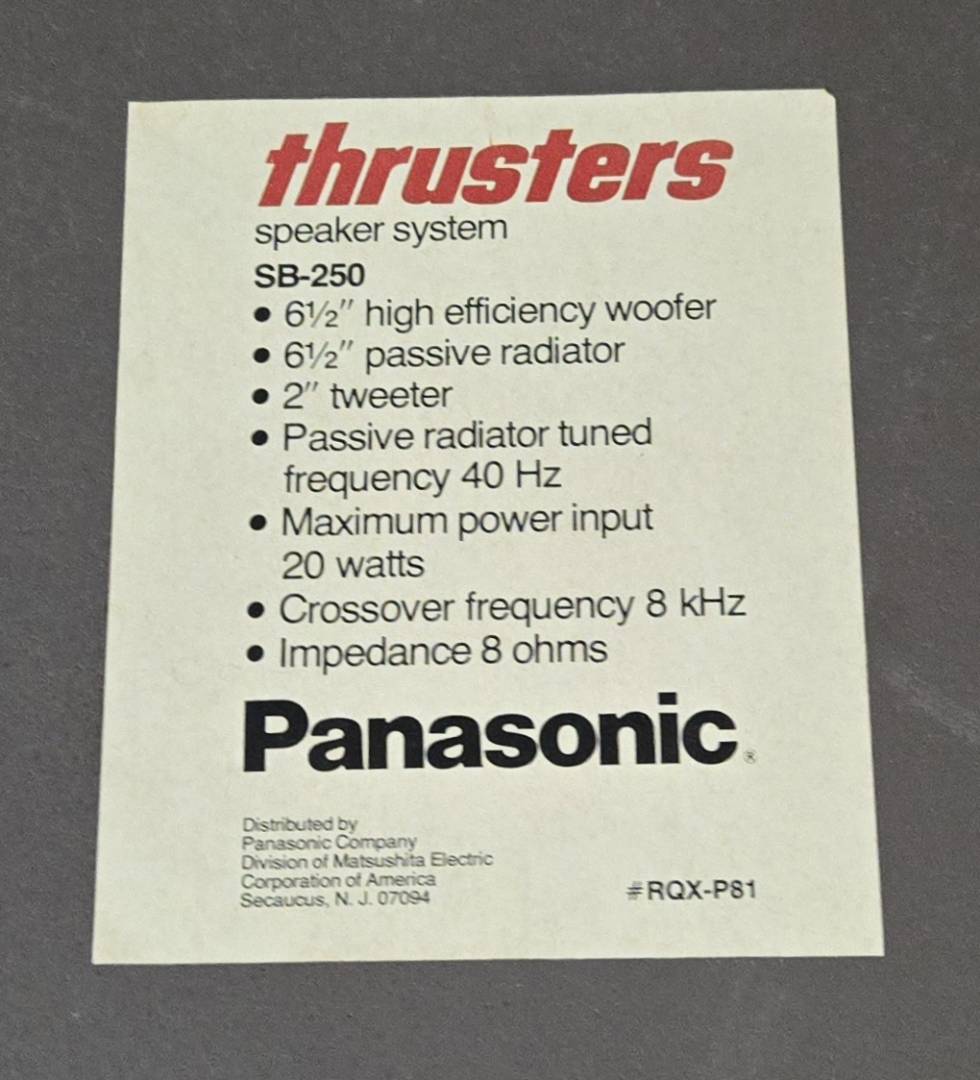 thrusters
speaker system
SB-250
• 6½″ high efficiency woofer
• 6½″ passive radiator
• 2″ tweeter
• Passive radiator tuned
frequency 40 Hz
• Maximum power input
20 watts
• Crossover frequency 8 kHz
• Impedance 8 ohms
Panasonic®
Distributed by
Panasonic Company
Division of Matsushita Electric
Corporation of America
Secaucus, N. J. 07094
#RQX-P81